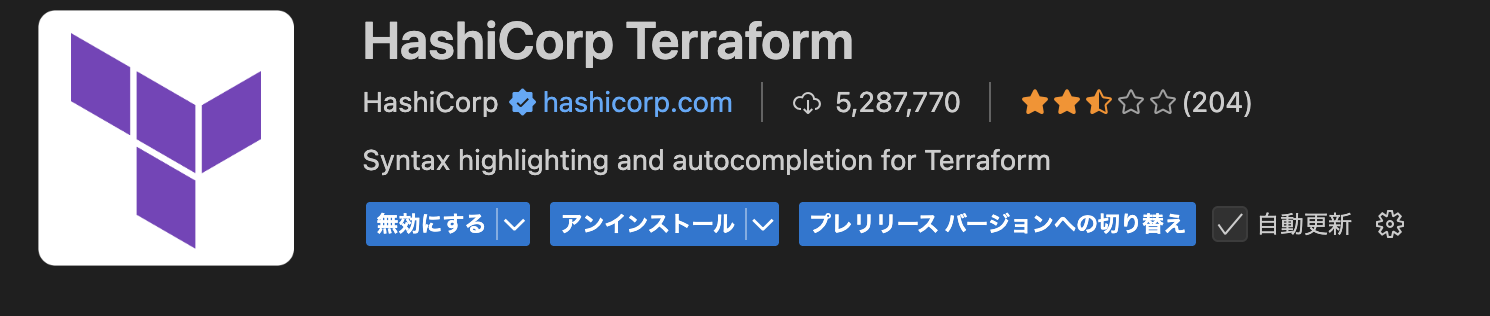 HashiCorp Terraform
HashiCorp hashicorp.com 5,287,770 (204)
Syntax highlighting and autocompletion for Terraform
無効にする アンインストール プレリリース バージョンへの切り替え 自動更新